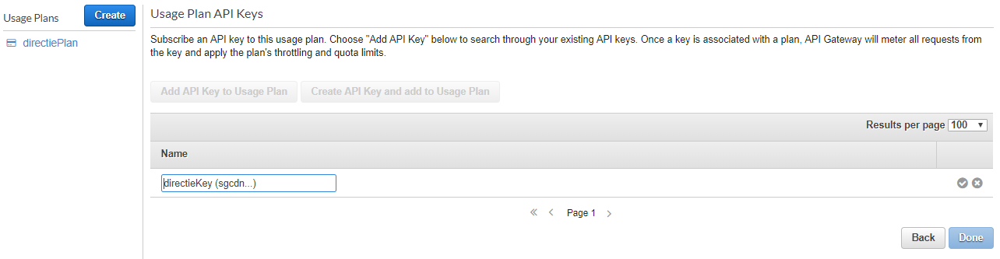 Usage Plans
Create
directiePlan
Usage Plan API Keys
Subscribe an API key to this usage plan. Choose "Add API Key" below to search through your existing API keys. Once a key is associated with a plan, API Gateway will meter all requests from
the key and apply the plan's throttling and quota limits.
Add API Key to Usage Plan Create API Key and add to Usage Plan
Results per page 100
Name
directieKey (sgcdn...)
Page 1
Back Done